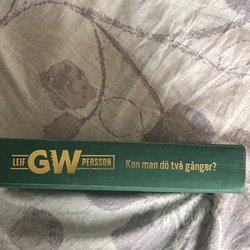 LEIF GW PERSSON Kan man dö två gånger?